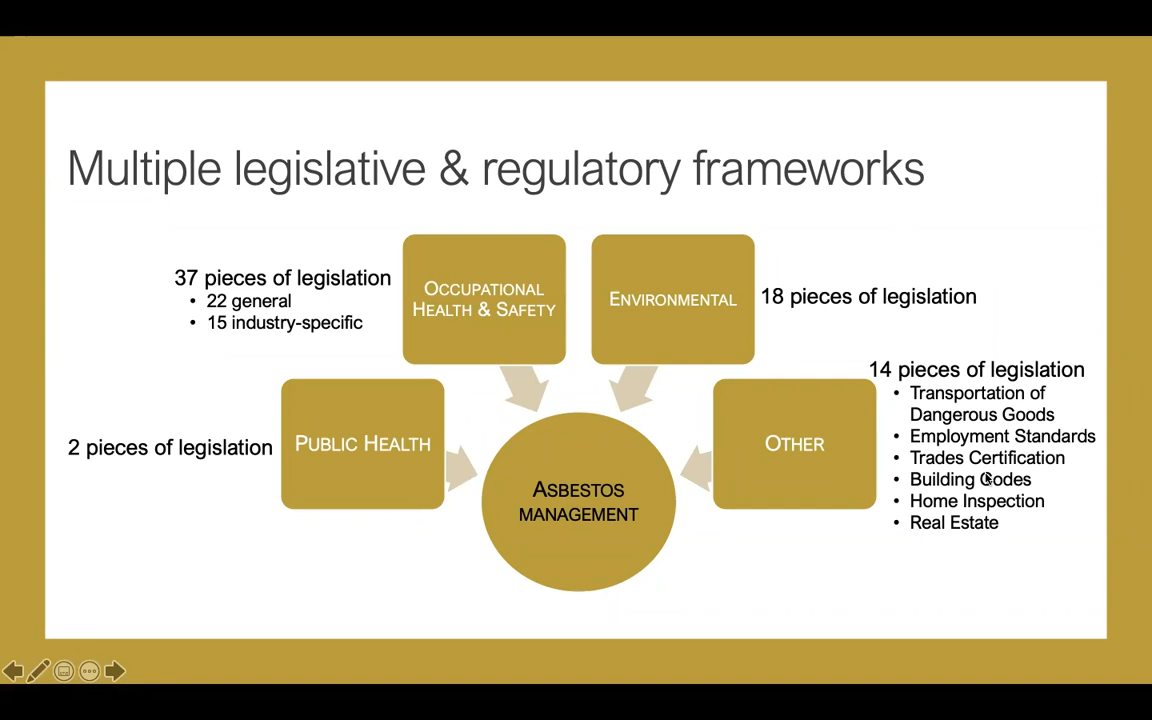 Multiple legislative & regulatory frameworks
37 pieces of legislation
• 22 general
• 15 industry-specific
OCCUPATIONAL
HEALTH & SAFETY
ENVIRONMENTAL
18 pieces of legislation
2 pieces of legislation
PUBLIC HEALTH
ASBESTOS
MANAGEMENT
OTHER
14 pieces of legislation
• Transportation of
Dangerous Goods
• Employment Standards
• Trades Certification
• Building Codes
• Home Inspection
• Real Estate